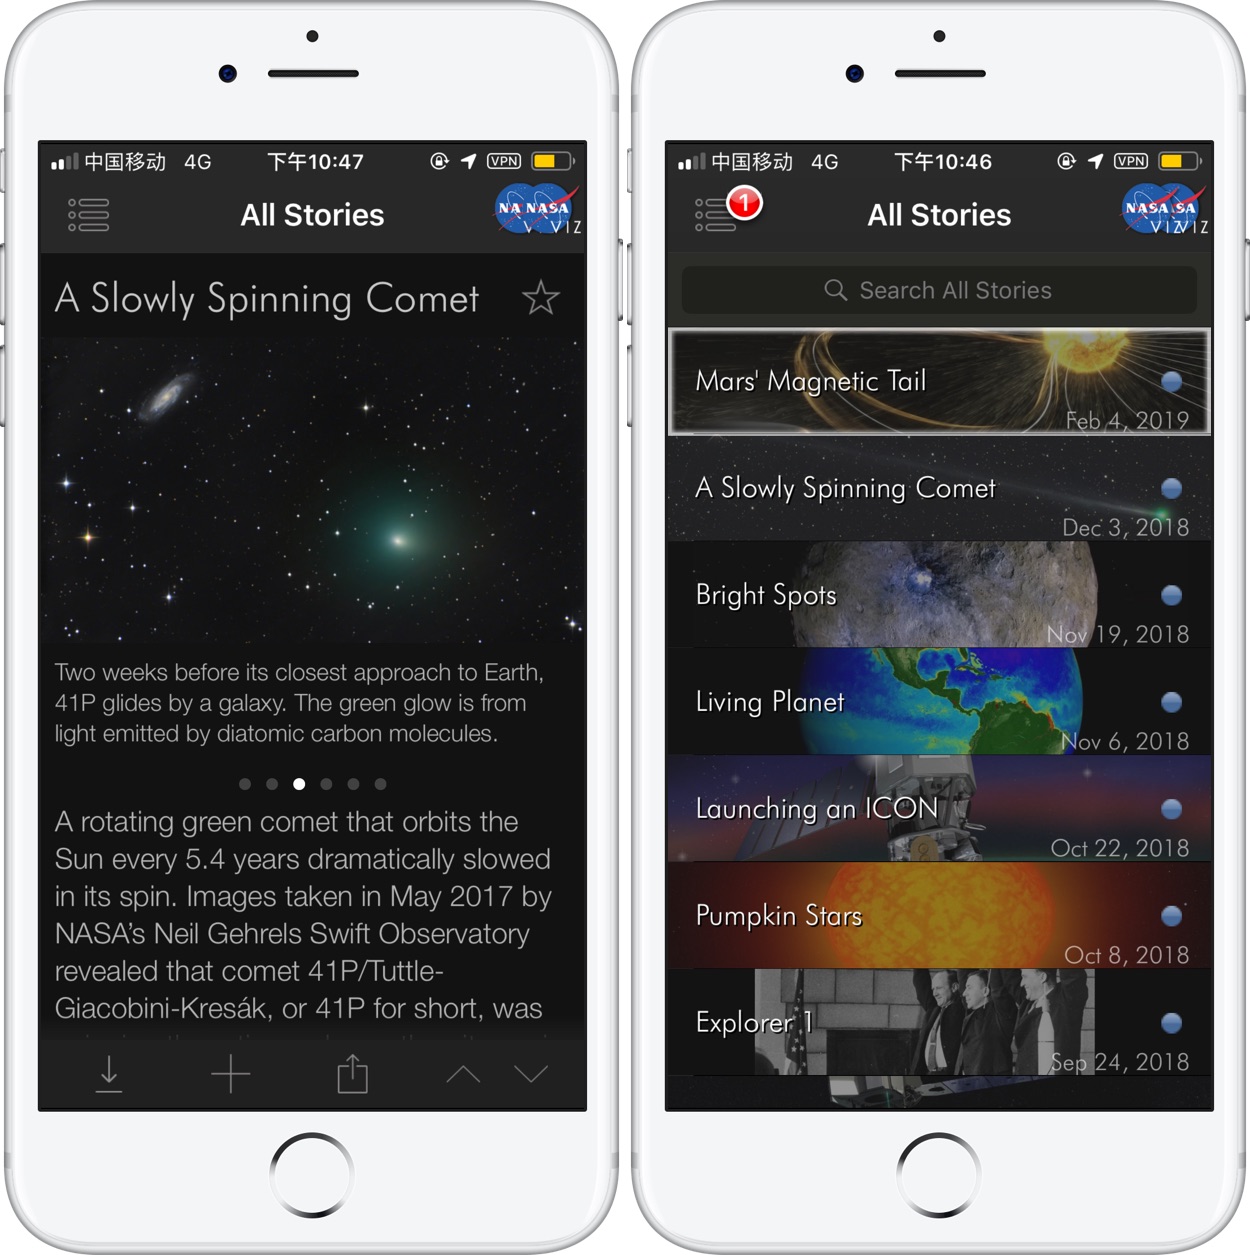 中国移动 4G 下午10:47 VPN
All Stories
NA NASA
VIZ
A Slowly Spinning Comet
Two weeks before its closest approach to Earth,
41P glides by a galaxy. The green glow is from
light emitted by diatomic carbon molecules.
A rotating green comet that orbits the
Sun every 5.4 years dramatically slowed
in its spin. Images taken in May 2017 by
NASA's Neil Gehrels Swift Observatory
revealed that comet 41P/Tuttle-
Giacobini-Kresák, or 41P for short, was
中国移动 4G 下午10:46 VPN
1
All Stories
NASA SA
VIZ VIZ
Search All Stories
Mars' Magnetic Tail
Feb 4, 2019
A Slowly Spinning Comet
Dec 3, 2018
Bright Spots
Nov 19, 2018
Living Planet
Nov 6, 2018
Launching an ICON
Oct 22, 2018
Pumpkin Stars
Oct 8, 2018
Explorer 1
Sep 24, 2018